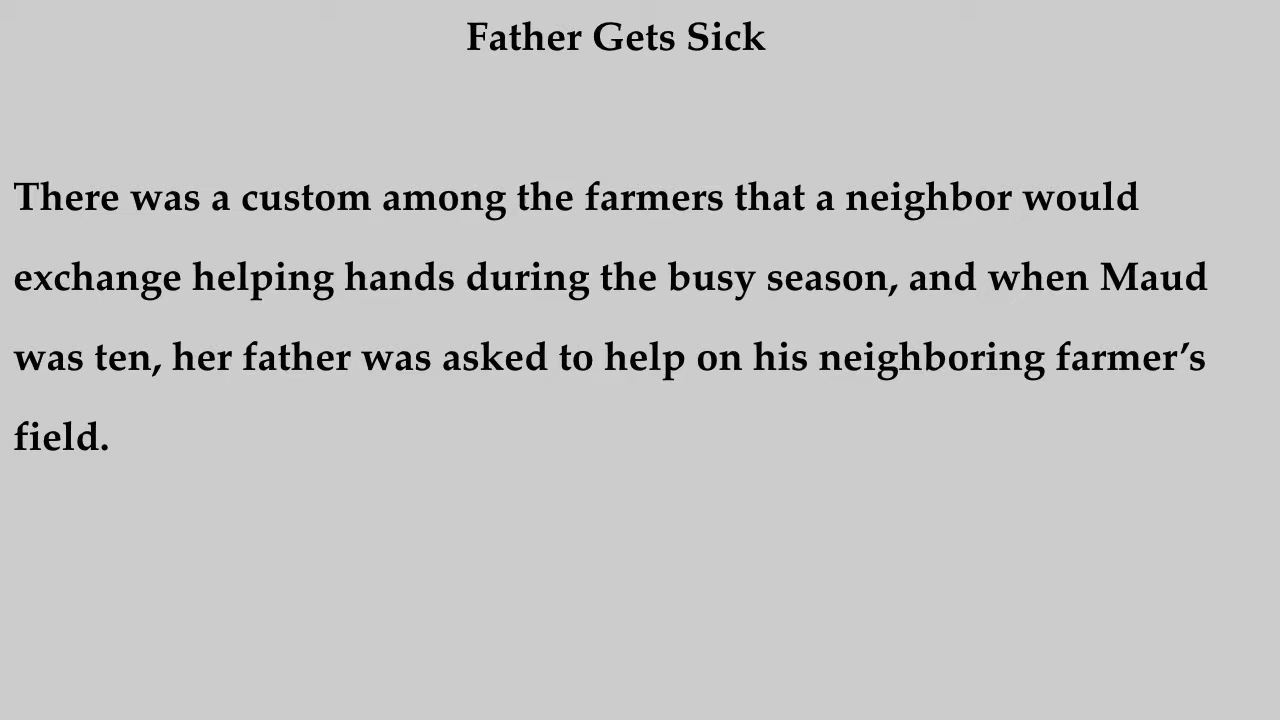 Father Gets Sick
There was a custom among the farmers that a neighbor would
exchange helping hands during the busy season, and when Maud
was ten, her father was asked to help on his neighboring farmer’s
field.